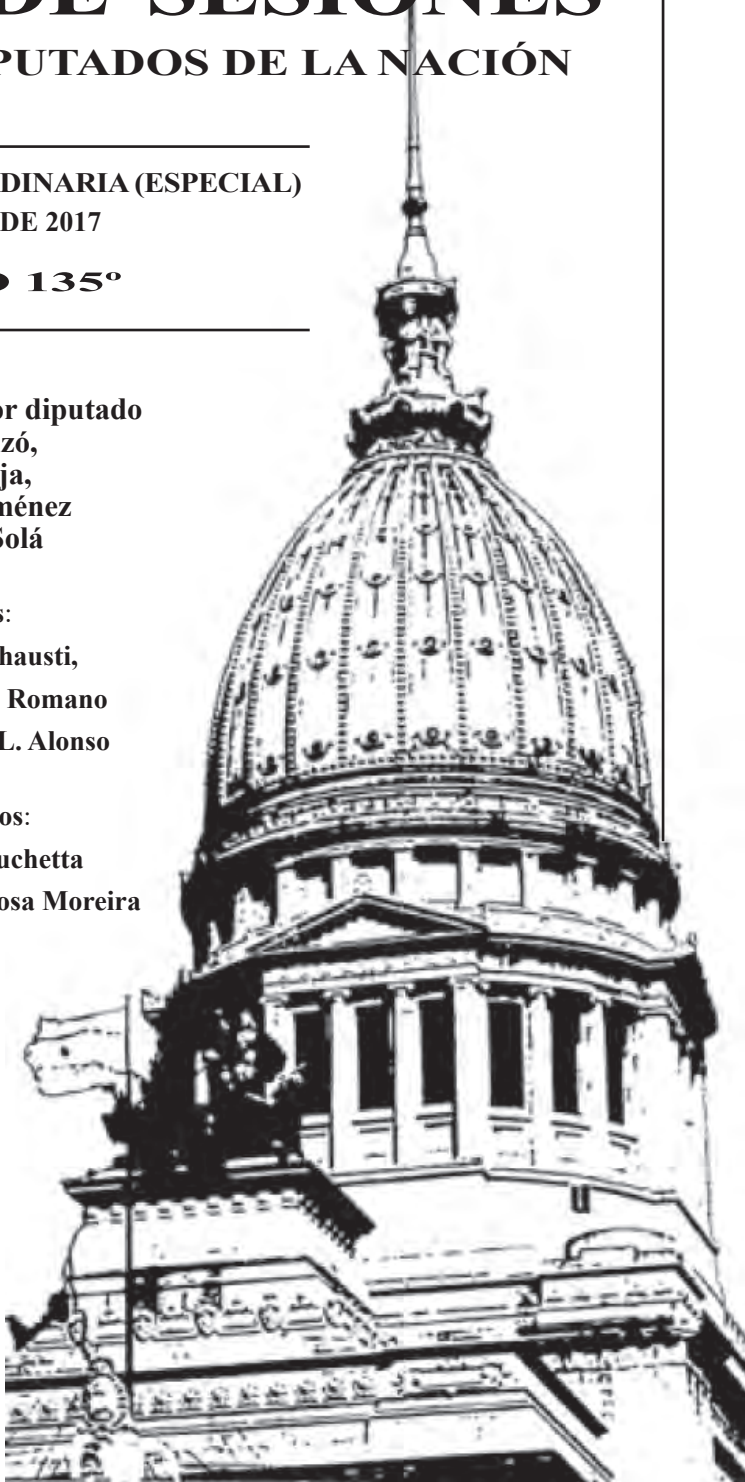 DE SESIONES
PUTADOS DE LA NACIÓN
DINARIA (ESPECIAL)
DE 2017
135º
or diputado
zó,
ja,
ménez
Solá
s:
hausti,
Romano
L. Alonso
os:
uchetta
osa Moreira